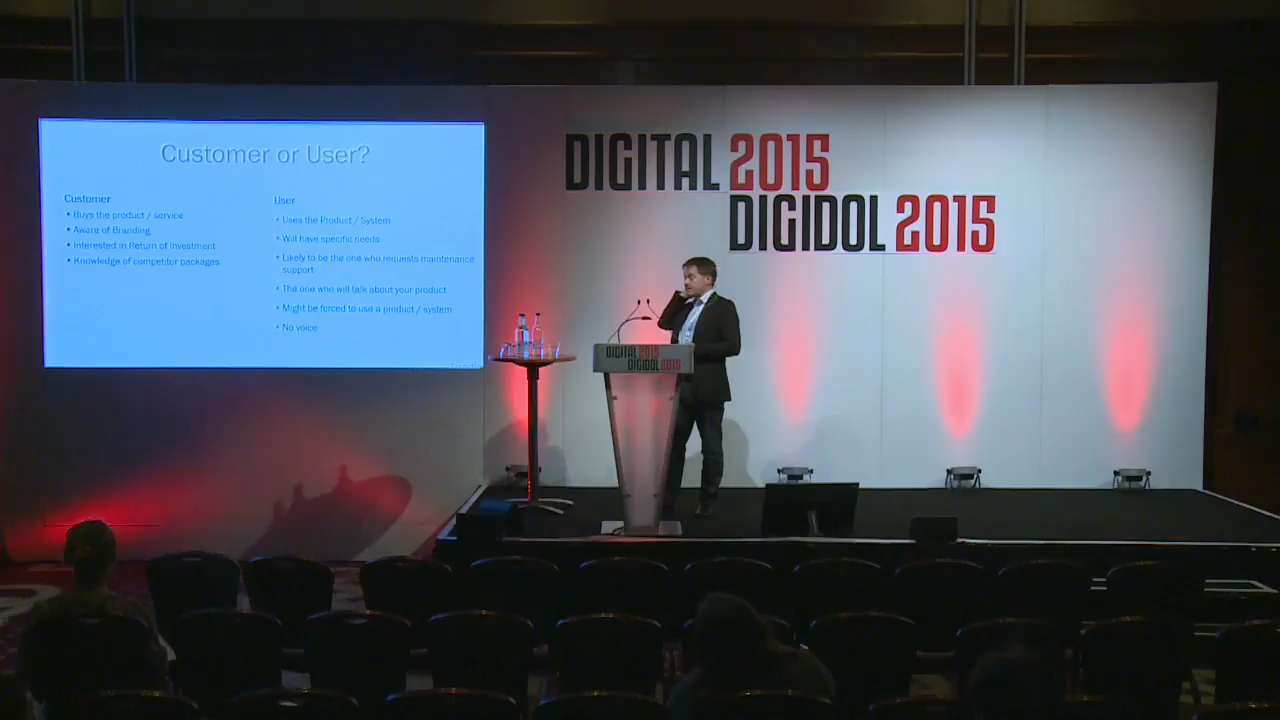 Customer or User?
Customer
• Buys the product / service
• Aware of Branding
• Interested in Return of Investment
• Knowledge of competitor packages
User
• Uses the Product / System
• Will have specific needs
• Likely to be the one who requests maintenance
support
• The one who will talk about your product
• Might be forced to use a product / system
• No voice
DIGITAL 2015
DIGIDOL 2015
DIGITAL 2015
DIGIDOL 2015